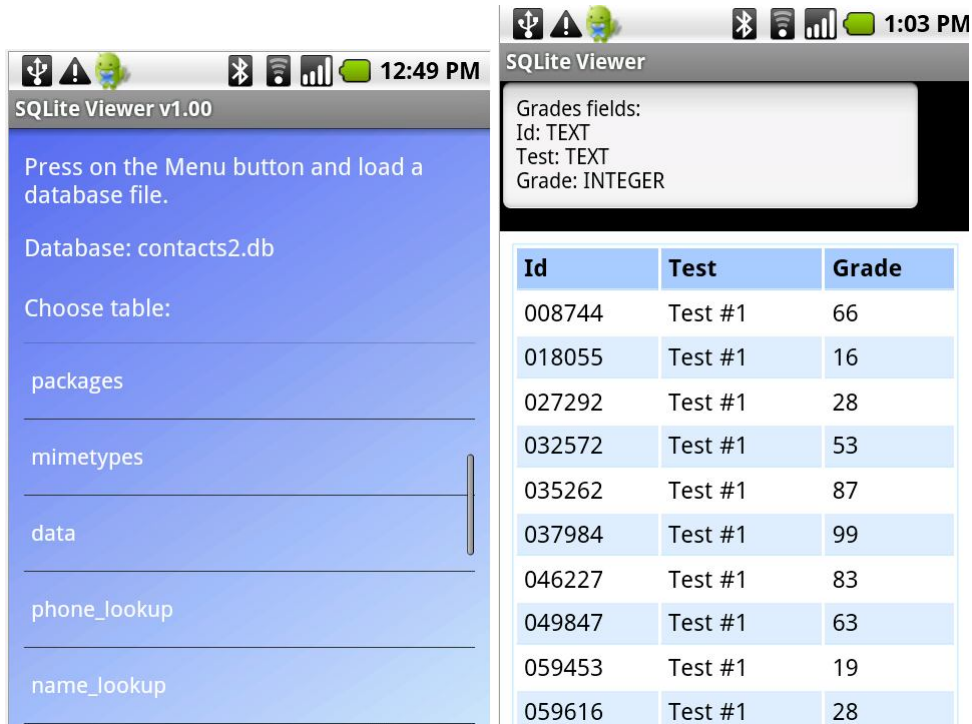 12:49 PM
SQLite Viewer v1.00
Press on the Menu button and load a
database file.
Database: contacts2.db
Choose table:
packages
mimetypes
data
phone_lookup
name_lookup
1:03 PM
SQLite Viewer
Grades fields:
Id: TEXT
Test: TEXT
Grade: INTEGER
Id Test Grade
008744 Test #1 66
018055 Test #1 16
027292 Test #1 28
032572 Test #1 53
035262 Test #1 87
037984 Test #1 99
046227 Test #1 83
049847 Test #1 63
059453 Test #1 19
059616 Test #1 28